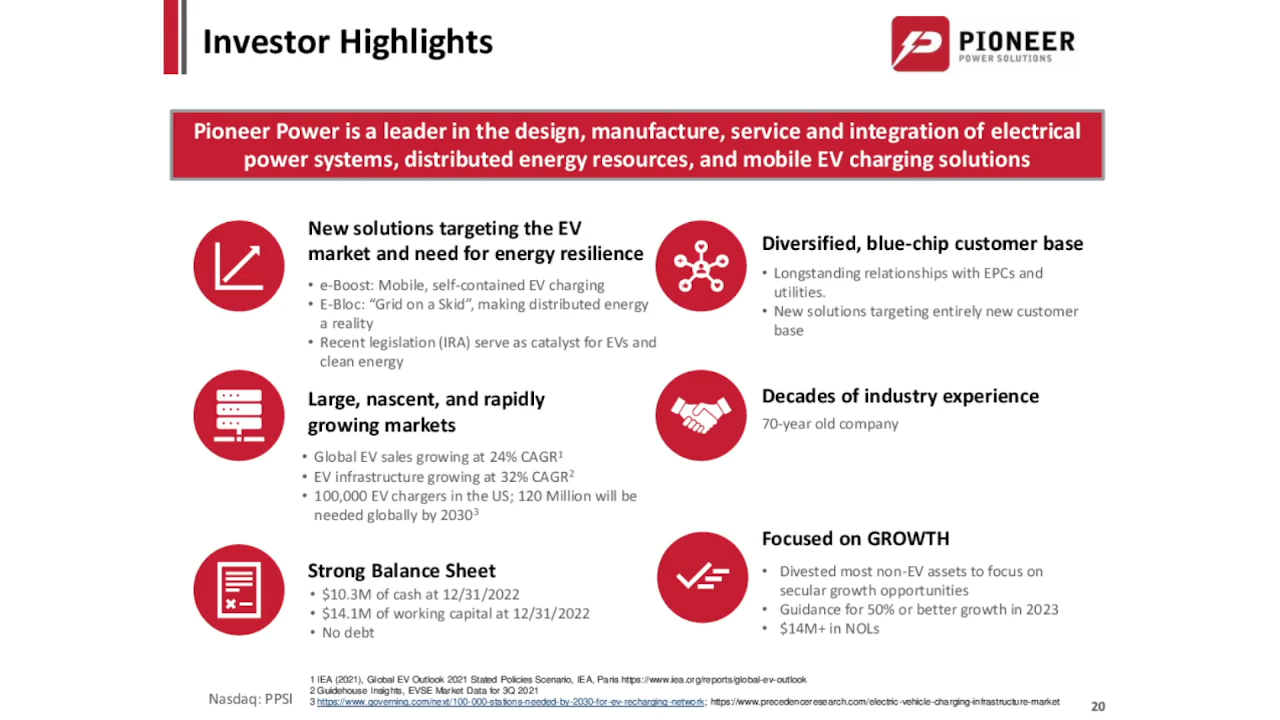 Investor Highlights
PIONEER
POWER SOLUTIONS
Pioneer Power is a leader in the design, manufacture, service and integration of electrical
power systems, distributed energy resources, and mobile EV charging solutions
New solutions targeting the EV
market and need for energy resilience
• e-Boost: Mobile, self-contained EV charging
• E-Bloc: “Grid on a Skid”, making distributed energy
a reality
• Recent legislation (IRA) serve as catalyst for EVs and
clean energy
Diversified, blue-chip customer base
• Longstanding relationships with EPCs and
utilities.
• New solutions targeting entirely new customer
base
Large, nascent, and rapidly
growing markets
• Global EV sales growing at 24% CAGR¹
• EV infrastructure growing at 32% CAGR²
• 100,000 EV chargers in the US; 120 Million will be
needed globally by 2030³
Decades of industry experience
70-year old company
Strong Balance Sheet
• $10.3M of cash at 12/31/2022
• $14.1M of working capital at 12/31/2022
• No debt
Focused on GROWTH
• Divested most non-EV assets to focus on
secular growth opportunities
• Guidance for 50% or better growth in 2023
• $14M+ in NOLs
Nasdaq: PPSI
1 IEA (2021), Global EV Outlook 2021 Stated Policies Scenario, IEA, Paris https://www.iea.org/reports/global-ev-outlook
2 Guidehouse Insights, EVSE Market Data for 3Q 2021
3 https://www.governing.com/next/100-000-stations-needed-by-2030-for-ev-recharging-network; https://www.precedenceresearch.com/electric-vehicle-charging-infrastructure-market
20